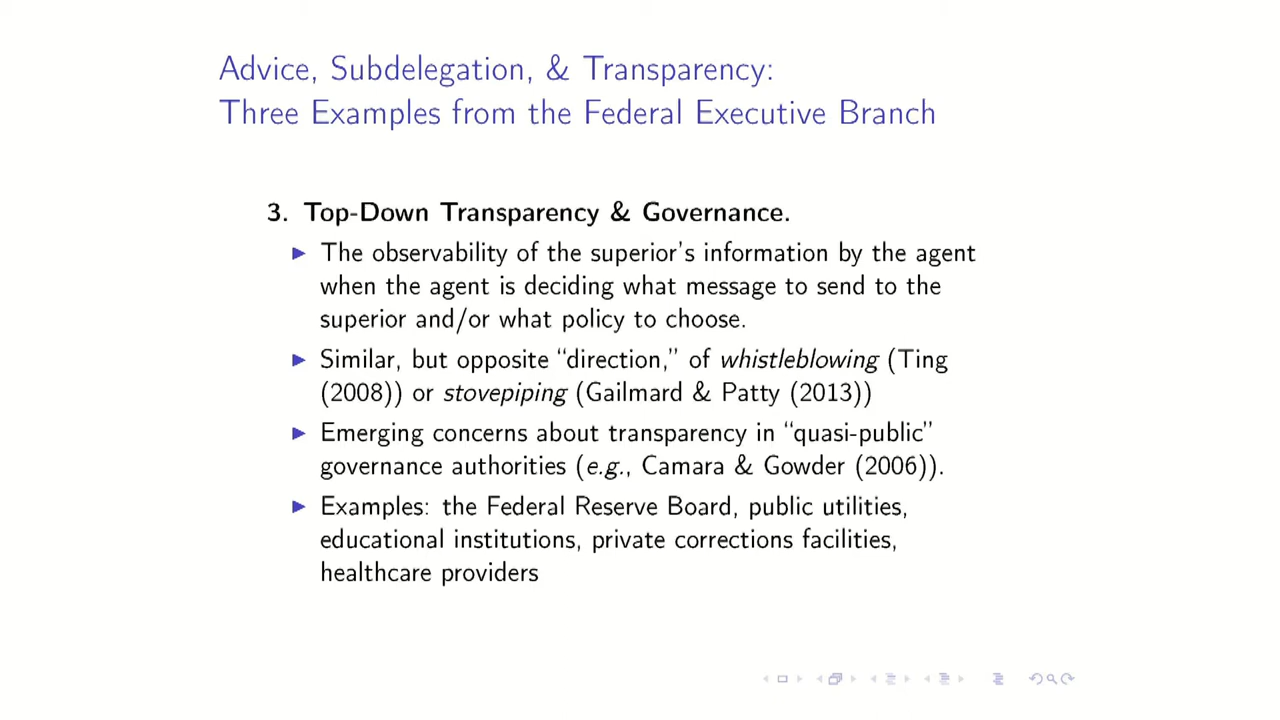 Advice, Subdelegation, & Transparency:
Three Examples from the Federal Executive Branch
3. Top-Down Transparency & Governance.
The observability of the superior's information by the agent
when the agent is deciding what message to send to the
superior and/or what policy to choose.
Similar, but opposite “direction,” of whistleblowing (Ting
(2008)) or stovepiping (Gailmard & Patty (2013))
Emerging concerns about transparency in “quasi-public”
governance authorities (e.g., Camara & Gowder (2006)).
Examples: the Federal Reserve Board, public utilities,
educational institutions, private corrections facilities,
healthcare providers